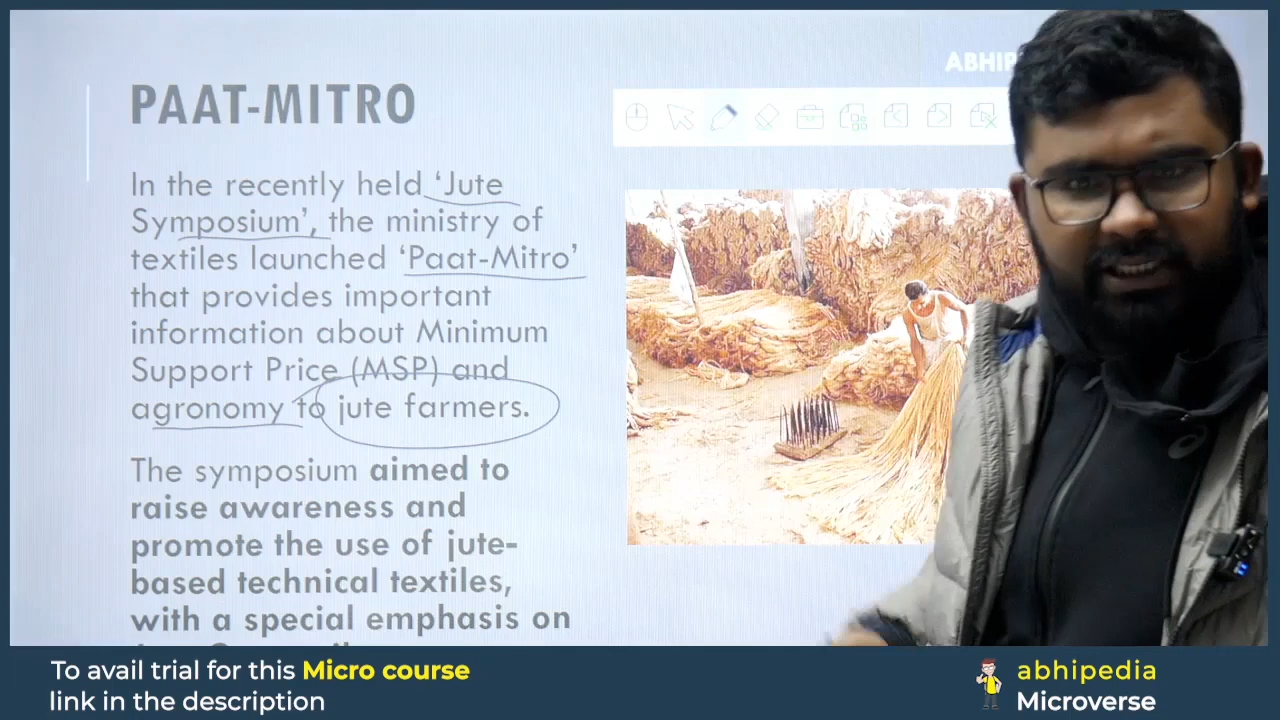 ABHIP
PAAT-MITRO
In the recently held ‘Jute
Symposium’, the ministry of
textiles launched ‘Paat-Mitro’
that provides important
information about Minimum
Support Price (MSP) and
agronomy to jute farmers.
The symposium aimed to
raise awareness and
promote the use of jute-
based technical textiles,
with a special emphasis on
To avail trial for this Micro course
link in the description
abhipedia
Microverse